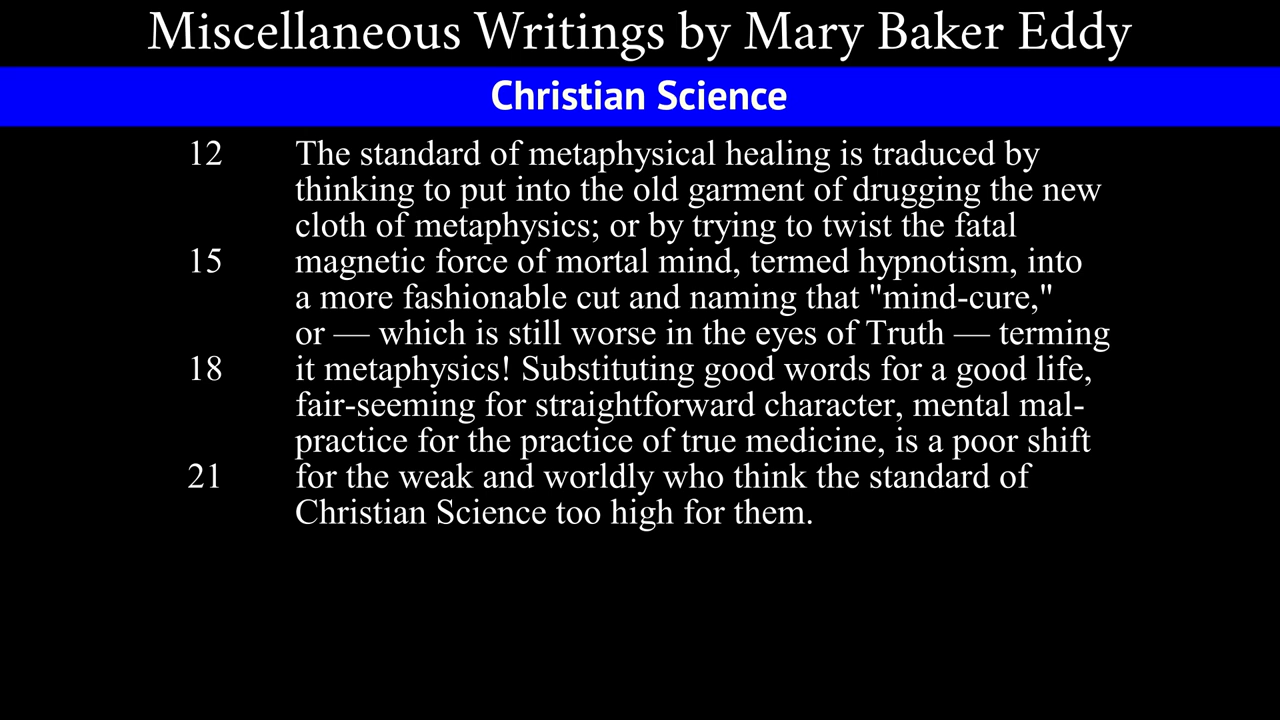 Miscellaneous Writings by Mary Baker Eddy
Christian Science
12 The standard of metaphysical healing is traduced by
thinking to put into the old garment of drugging the new
cloth of metaphysics; or by trying to twist the fatal
15 magnetic force of mortal mind, termed hypnotism, into
a more fashionable cut and naming that "mind-cure,"
or — which is still worse in the eyes of Truth — terming
18 it metaphysics! Substituting good words for a good life,
fair-seeming for straightforward character, mental mal-
practice for the practice of true medicine, is a poor shift
21 for the weak and worldly who think the standard of
Christian Science too high for them.